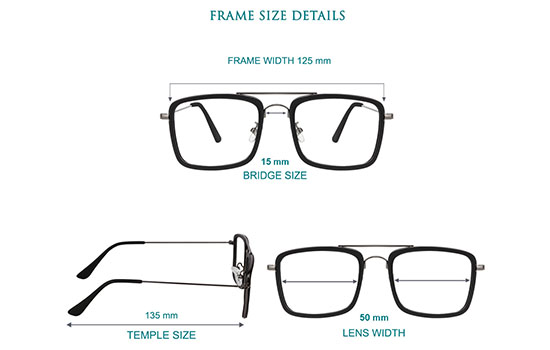 FRAME SIZE DETAILS
FRAME WIDTH 125 mm
15 mm
BRIDGE SIZE
135 mm
TEMPLE SIZE
50 mm
LENS WIDTH